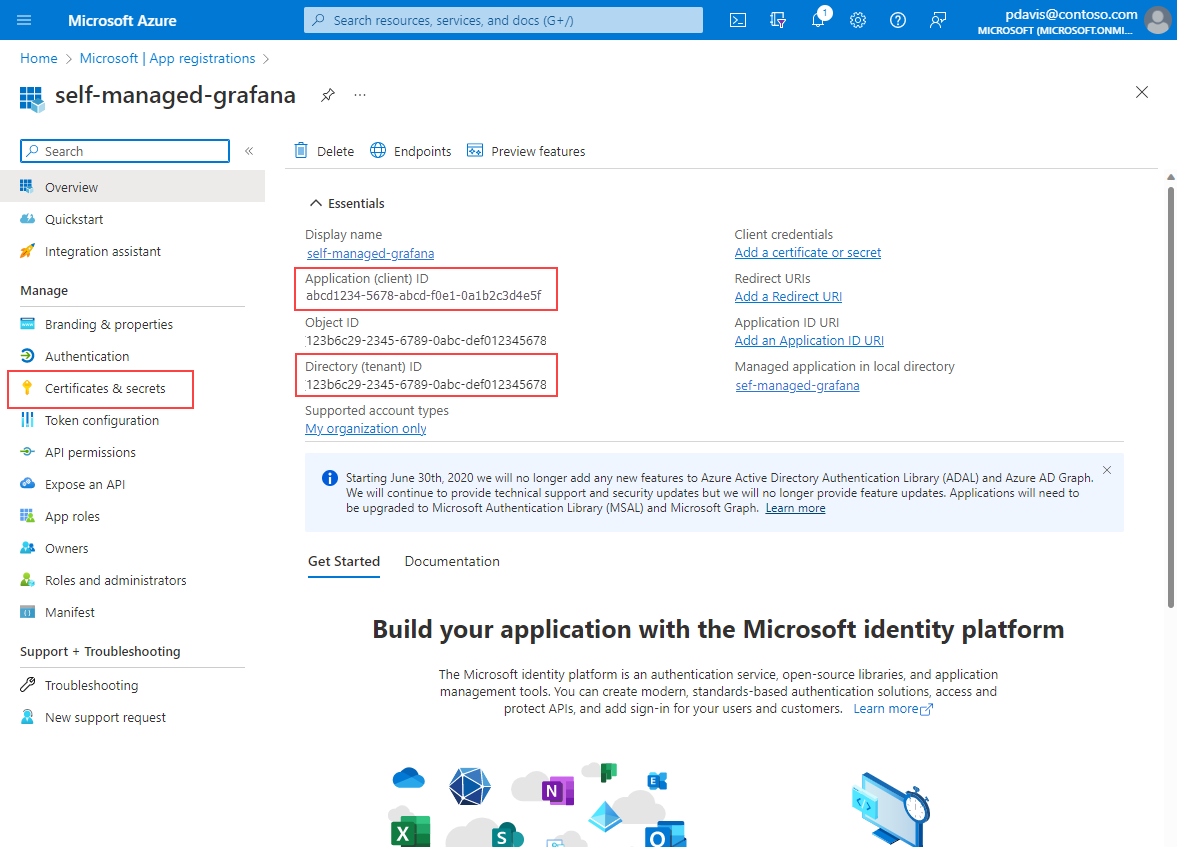 Microsoft Azure
Search resources, services, and docs (G+/)
1
pdavis@contoso.com
MICROSOFT (MICROSOFT.ONMI...
Home > Microsoft | App registrations >
self-managed-grafana
...
Search
«
Delete
Endpoints
Preview features
Overview
Quickstart
Integration assistant
Manage
Branding & properties
Authentication
Certificates & secrets
Token configuration
API permissions
Expose an API
App roles
Owners
Roles and administrators
Manifest
Support + Troubleshooting
Troubleshooting
New support request
Essentials
Display name
self-managed-grafana
Application (client) ID
abcd1234-5678-abcd-f0e1-0a1b2c3d4e5f
Object ID
123b6c29-2345-6789-0abc-def012345678
Directory (tenant) ID
123b6c29-2345-6789-0abc-def012345678
Supported account types
My organization only
Client credentials
Add a certificate or secret
Redirect URIs
Add a Redirect URI
Application ID URI
Add an Application ID URI
Managed application in local directory
sef-managed-grafana
Starting June 30th, 2020 we will no longer add any new features to Azure Active Directory Authentication Library (ADAL) and Azure AD Graph.
We will continue to provide technical support and security updates but we will no longer provide feature updates. Applications will need
to be upgraded to Microsoft Authentication Library (MSAL) and Microsoft Graph. Learn more
Get Started
Documentation
Build your application with the Microsoft identity platform
The Microsoft identity platform is an authentication service, open-source libraries, and application
management tools. You can create modern, standards-based authentication solutions, access and
protect APIs, and add sign-in for your users and customers. Learn more
N
E
X
S
O